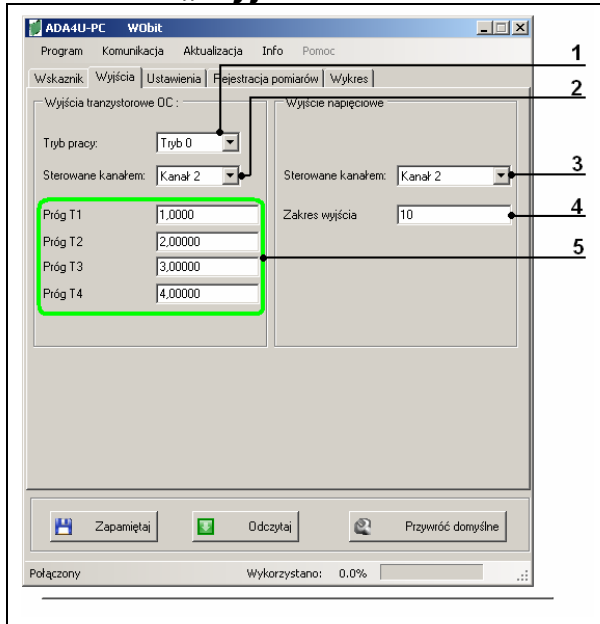 ADA4U-PC WObit
Program Komunikacja Aktualizacja Info Pomoc
1
Wskaznik Wyjścia Ustawienia Rejestracja pomiarów Wykres
2
Wyjścia tranzystorowe OC : Wyjście napięciowe
Tryb pracy: Tryb 0
Sterowane kanałem: Kanał 2 Sterowane kanałem: Kanał 2
3
Próg T1 1,0000 Zakres wyjścia 10
4
Próg T2 2,00000
5
Próg T3 3,00000
Próg T4 4,00000
Zapamiętaj Odczytaj Przywróć domyślne
Połączony Wykorzystano: 0.0%